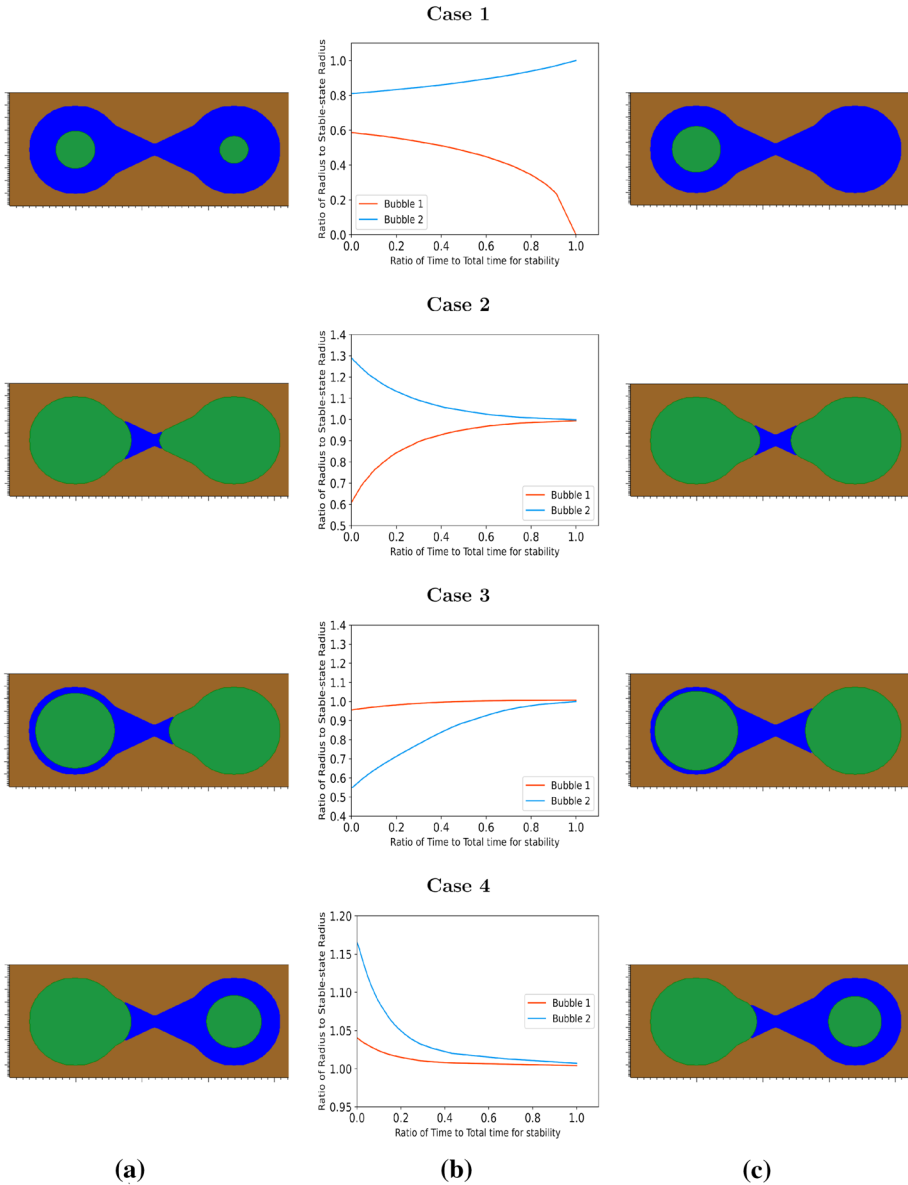 Case 1
Ratio of Radius to Stable-state Radius
1.0
0.8
0.6
0.4
0.2
0.0
Bubble 1
Bubble 2
0.0 0.2 0.4 0.6 0.8 1.0
Ratio of Time to Total time for stability
Case 2
Ratio of Radius to Stable-state Radius
1.4
1.3
1.2
1.1
1.0
0.9
0.8
0.7
0.6
0.5
Bubble 1
Bubble 2
0.0 0.2 0.4 0.6 0.8 1.0
Ratio of Time to Total time for stability
Case 3
Ratio of Radius to Stable-state Radius
1.4
1.3
1.2
1.1
1.0
0.9
0.8
0.7
0.6
0.5
0.4
Bubble 1
Bubble 2
0.0 0.2 0.4 0.6 0.8 1.0
Ratio of Time to Total time for stability
Case 4
Ratio of Radius to Stable-state Radius
1.20
1.15
1.10
1.05
1.00
0.95
Bubble 1
Bubble 2
0.0 0.2 0.4 0.6 0.8 1.0
Ratio of Time to Total time for stability
(a) (b) (c)